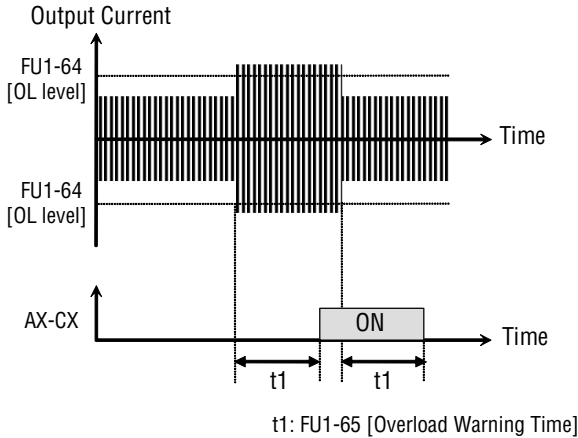 Output Current
FU1-64
[OL level]
Time
FU1-64
[OL level]
AX-CX
ON
Time
t1
t1
t1: FU1-65 [Overload Warning Time]